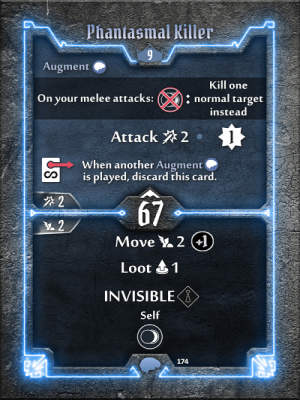 Phantasmal Killer
9
Augment
On your melee attacks: : Kill one
normal target
instead
Attack 2 1
When another Augment
is played, discard this card.
2
67
2
Move 2 +1
Loot 1
INVISIBLE
Self
174